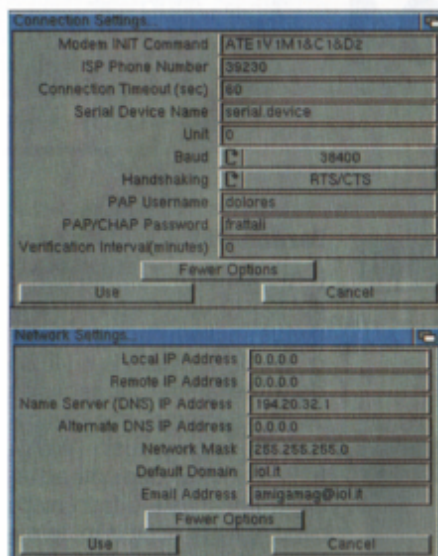 Connection Settings...
Modem INIT Command ATE1V1M1&C1&D2
ISP Phone Number 39230
Connection Timeout (sec) 60
Serial Device Name serial.device
Unit 0
Baud 38400
Handshaking RTS/CTS
PAP Username dolores
PAP/CHAP Password frattali
Verification Interval(minutes) 0
Fewer Options
Use Cancel
Network Settings...
Local IP Address 0.0.0.0
Remote IP Address 0.0.0.0
Name Server (DNS) IP Address 194.20.32.1
Alternate DNS IP Address 0.0.0.0
Network Mask 255.255.255.0
Default Domain iol.it
Email Address amigamag@iol.it
Fewer Options
Use Cancel